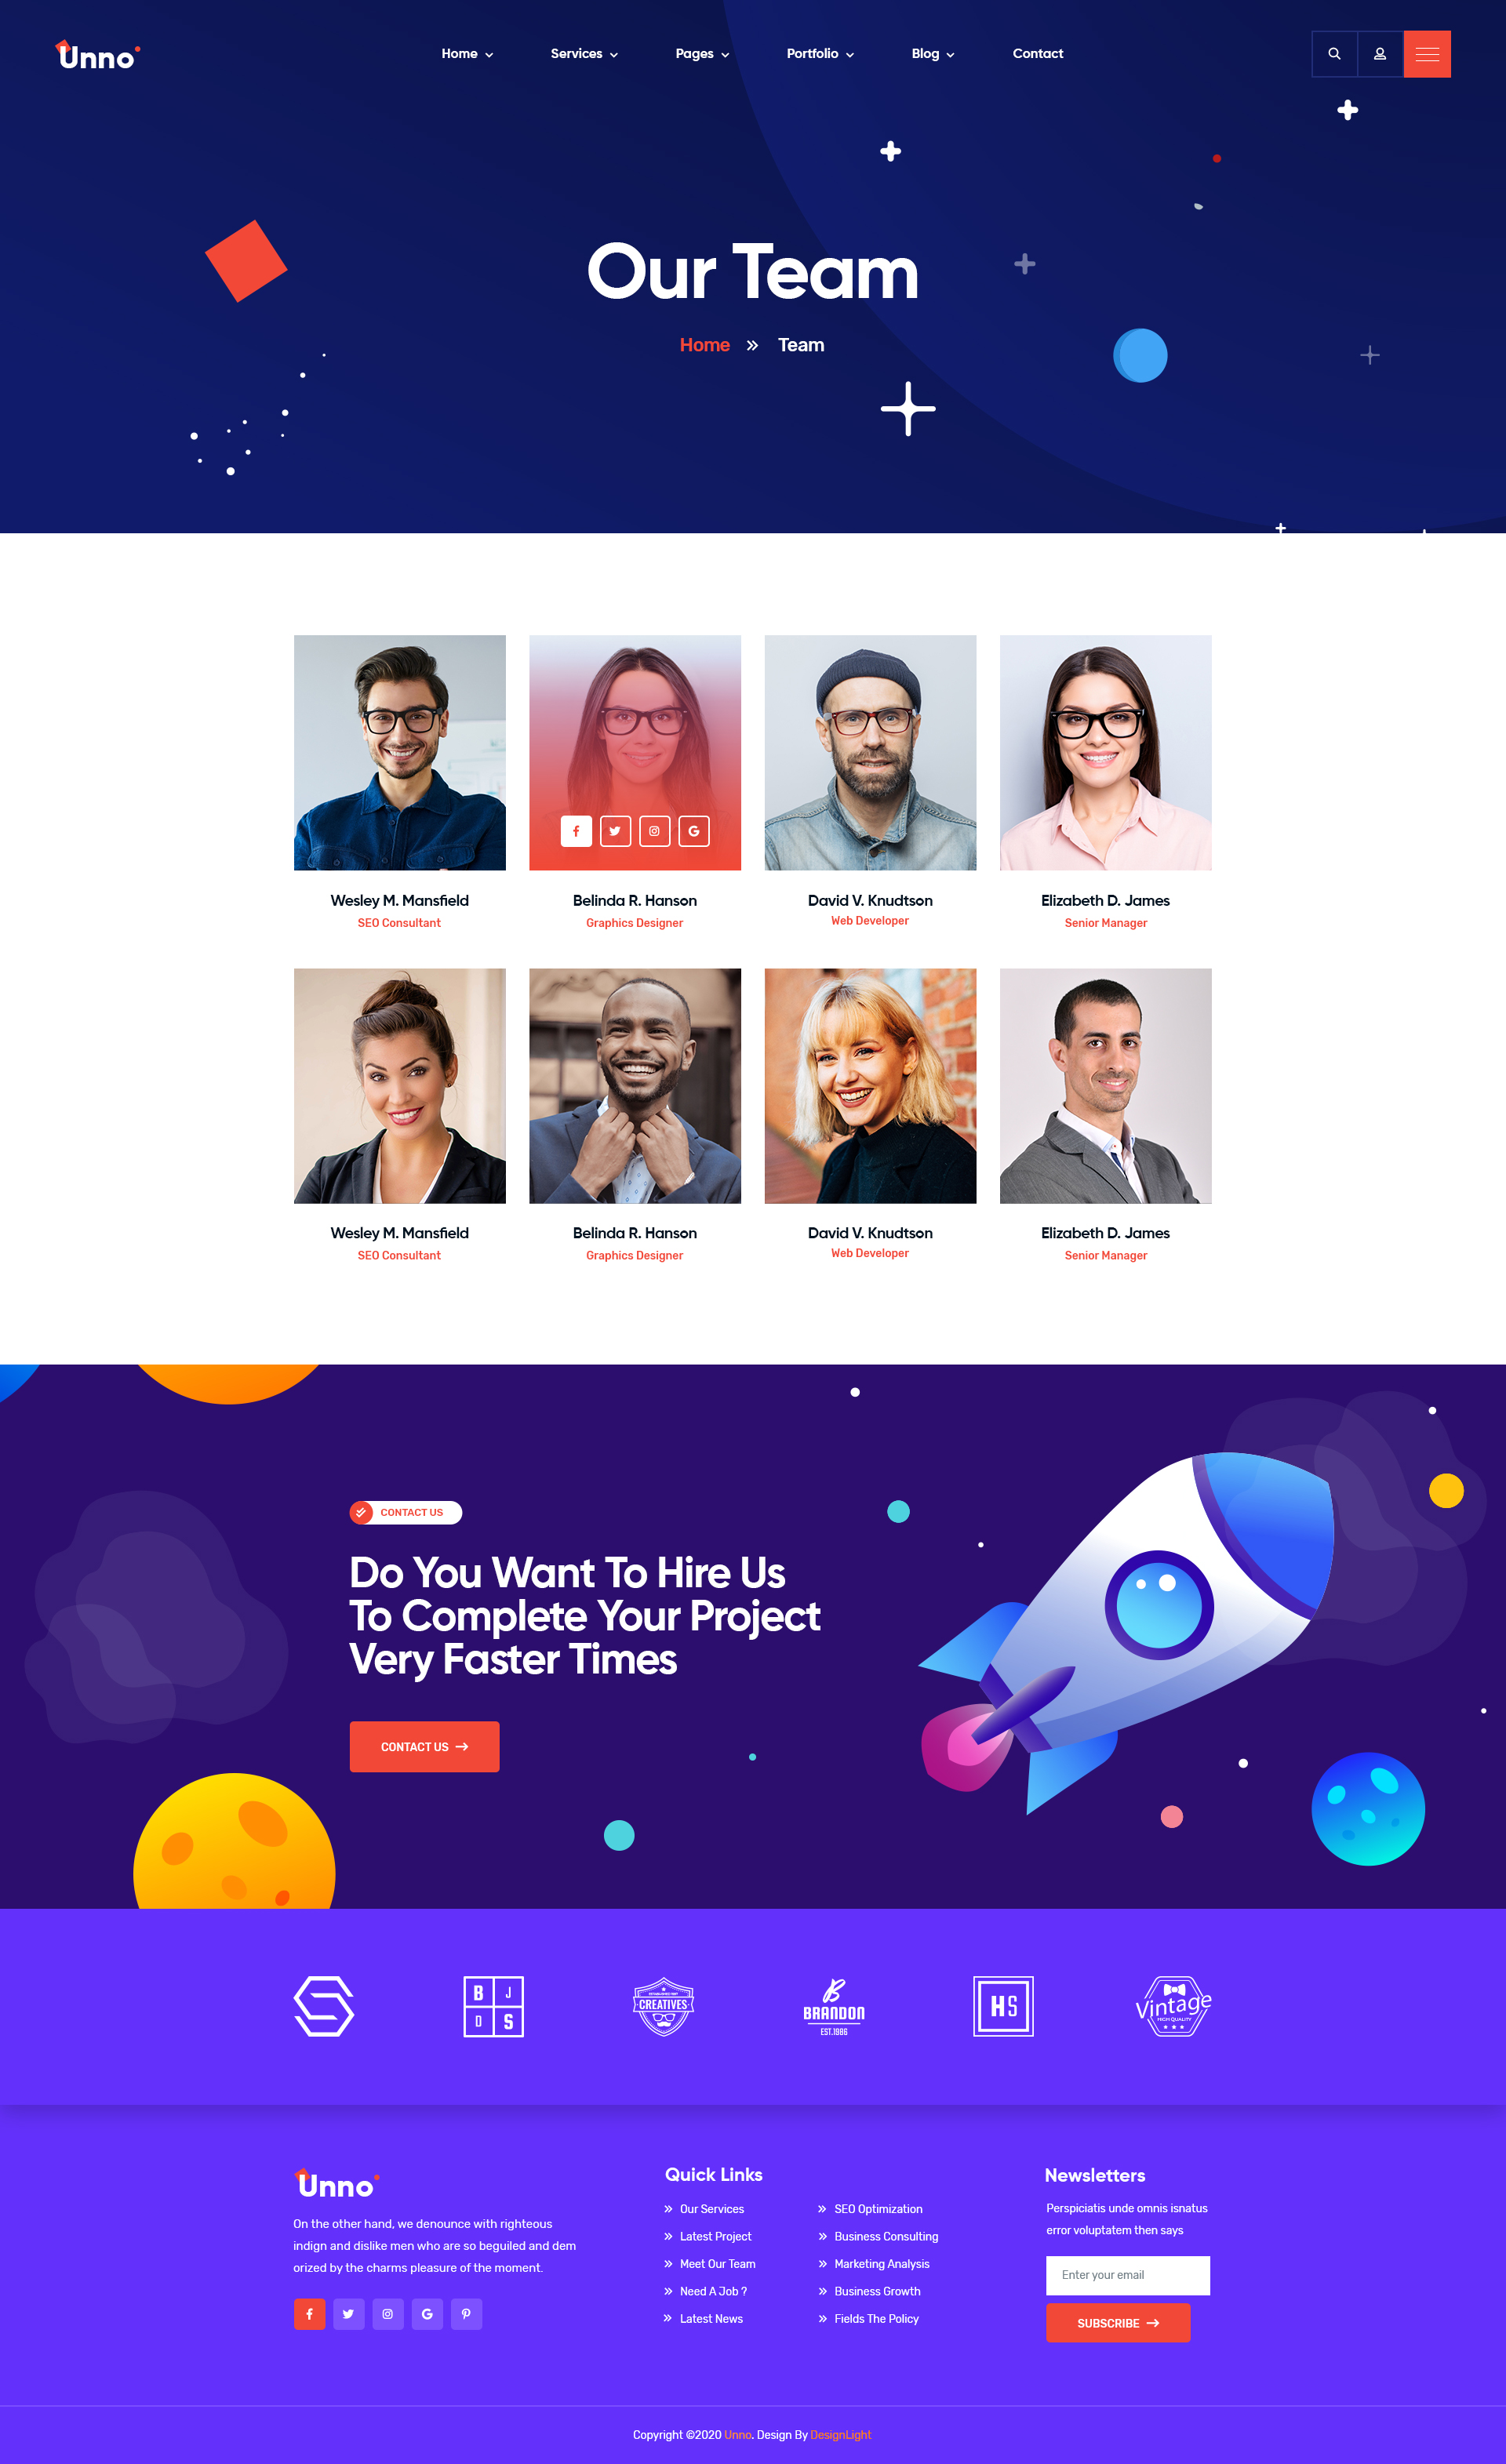 Unno
Home Services Pages Portfolio Blog Contact
Our Team
Home » Team
Wesley M. Mansfield
SEO Consultant
Belinda R. Hanson
Graphics Designer
David V. Knudtson
Web Developer
Elizabeth D. James
Senior Manager
Wesley M. Mansfield
SEO Consultant
Belinda R. Hanson
Graphics Designer
David V. Knudtson
Web Developer
Elizabeth D. James
Senior Manager
CONTACT US
Do You Want To Hire Us
To Complete Your Project
Very Faster Times
CONTACT US
B J
D S
CREATIVES
B
BRANDON
EST.1986
HS
Vintage
HIGH QUALITY
Unno
On the other hand, we denounce with righteous
indign and dislike men who are so beguiled and dem
orized by the charms pleasure of the moment.
Quick Links
» Our Services
» Latest Project
» Meet Our Team
» Need A Job ?
» Latest News
» SEO Optimization
» Business Consulting
» Marketing Analysis
» Business Growth
» Fields The Policy
Newsletters
Perspiciatis unde omnis isnatus
error voluptatem then says
Enter your email
SUBSCRIBE
Copyright ©2020 Unno. Design By DesignLight